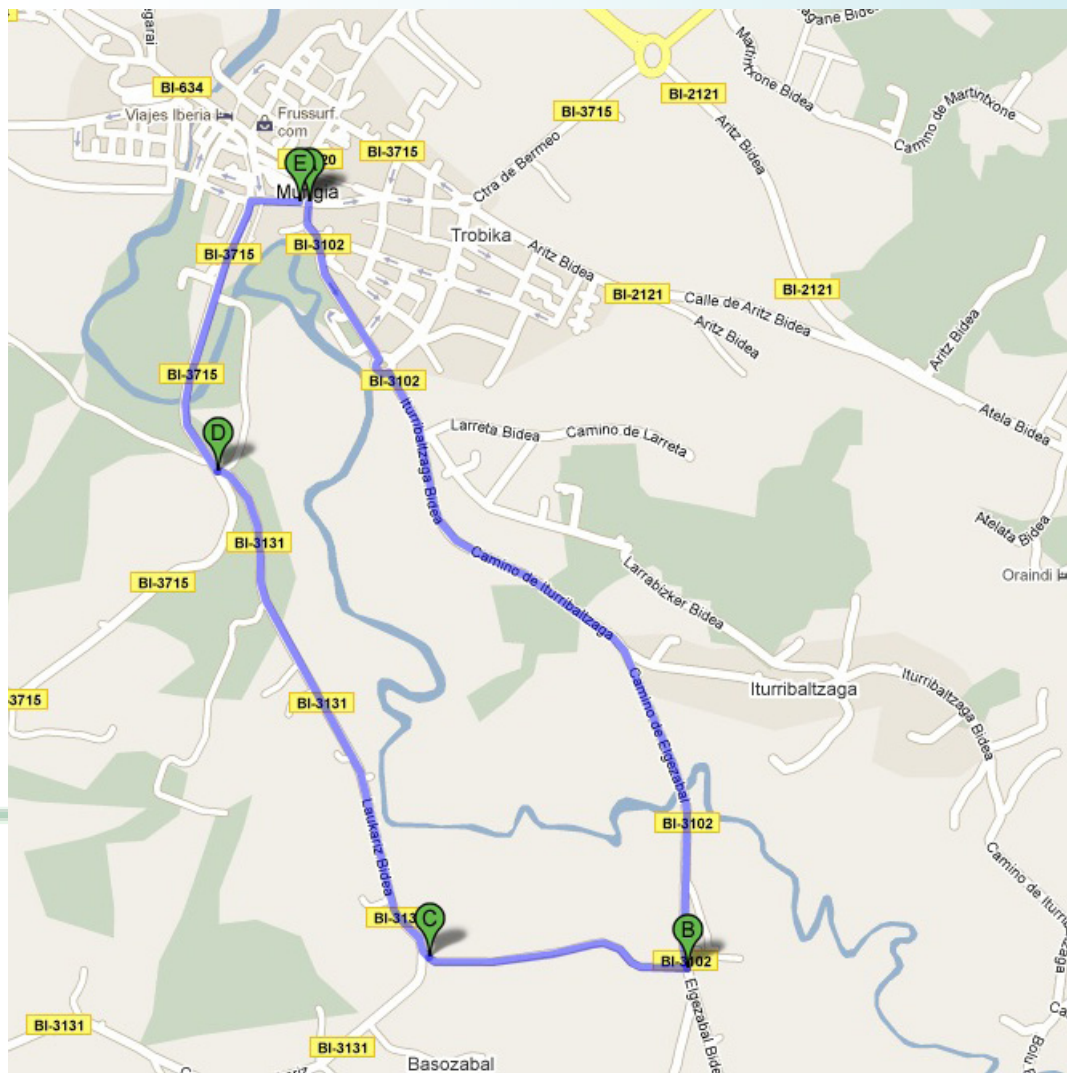 BI-634
Viajes Iberia
Frussurf.
com
BI-3715
BI-2121
Martintxone Bidea
Camino de Martintxone
BI-3715
Aritz Bidea
Ctra de Bermeo
E
20
BI-3102
Trobika
BI-3715
Aritz Bidea
BI-2121
Calle de Aritz Bidea
BI-2121
Aritz Bidea
Aritz Bidea
BI-3715
BI-3102
Iturribaltzaga Bidea
Larreta Bidea
Camino de Larreta
Atela Bidea
D
BI-3131
Atelata Bidea
Oraindi
BI-3715
Camino de Iturribaltzaga
Larrabizker Bidea
Iturribaltzaga
Iturribaltzaga Bidea
3715
BI-3131
Camino de Elgezabal
BI-3102
Laukariz Bidea
C
B
BI-3102
Elgezabal Bide
BI-3131
BI-3131
Basozabal